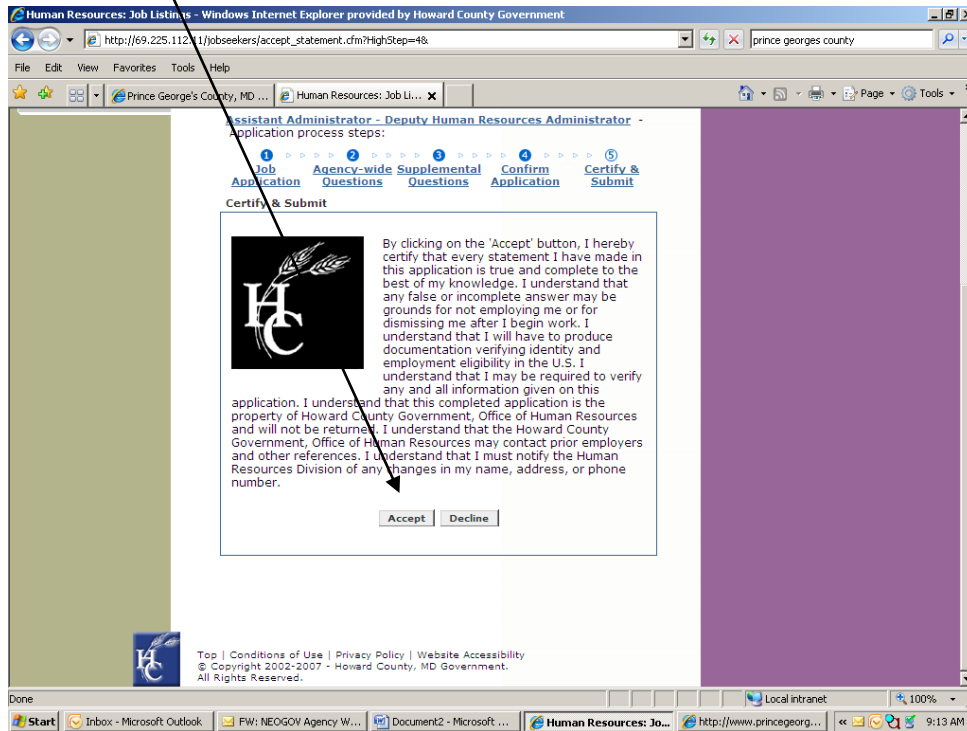 Human Resources: Job Listings - Windows Internet Explorer provided by Howard County Government
http://69.225.112.11/jobseekers/accept_statement.cfm?HighStep=4&
prince georges county
File Edit View Favorites Tools Help
Prince George's County, MD ... Human Resources: Job Li... Page Tools
Assistant Administrator - Deputy Human Resources Administrator -
Application process steps:
1 2 3 4 5
Job Agency-wide Supplemental Confirm Certify &
Application Questions Questions Application Submit
Certify & Submit
By clicking on the 'Accept' button, I hereby
certify that every statement I have made in
this application is true and complete to the
best of my knowledge. I understand that
any false or incomplete answer may be
grounds for not employing me or for
dismissing me after I begin work. I
understand that I will have to produce
documentation verifying identity and
employment eligibility in the U.S. I
understand that I may be required to verify
any and all information given on this
application. I understand that this completed application is the
property of Howard County Government, Office of Human Resources
and will not be returned. I understand that the Howard County
Government, Office of Human Resources may contact prior employers
and other references. I understand that I must notify the Human
Resources Division of any changes in my name, address, or phone
number.
HC
Accept Decline
HC
Top | Conditions of Use | Privacy Policy | Website Accessibility
© Copyright 2002-2007 - Howard County, MD Government.
All Rights Reserved.
Done Local intranet 100%
Start Inbox - Microsoft Outlook FW: NEOGOV Agency W... Document2 - Microsoft ... Human Resources: Jo... http://www.princegeorg... « 9:13 AM